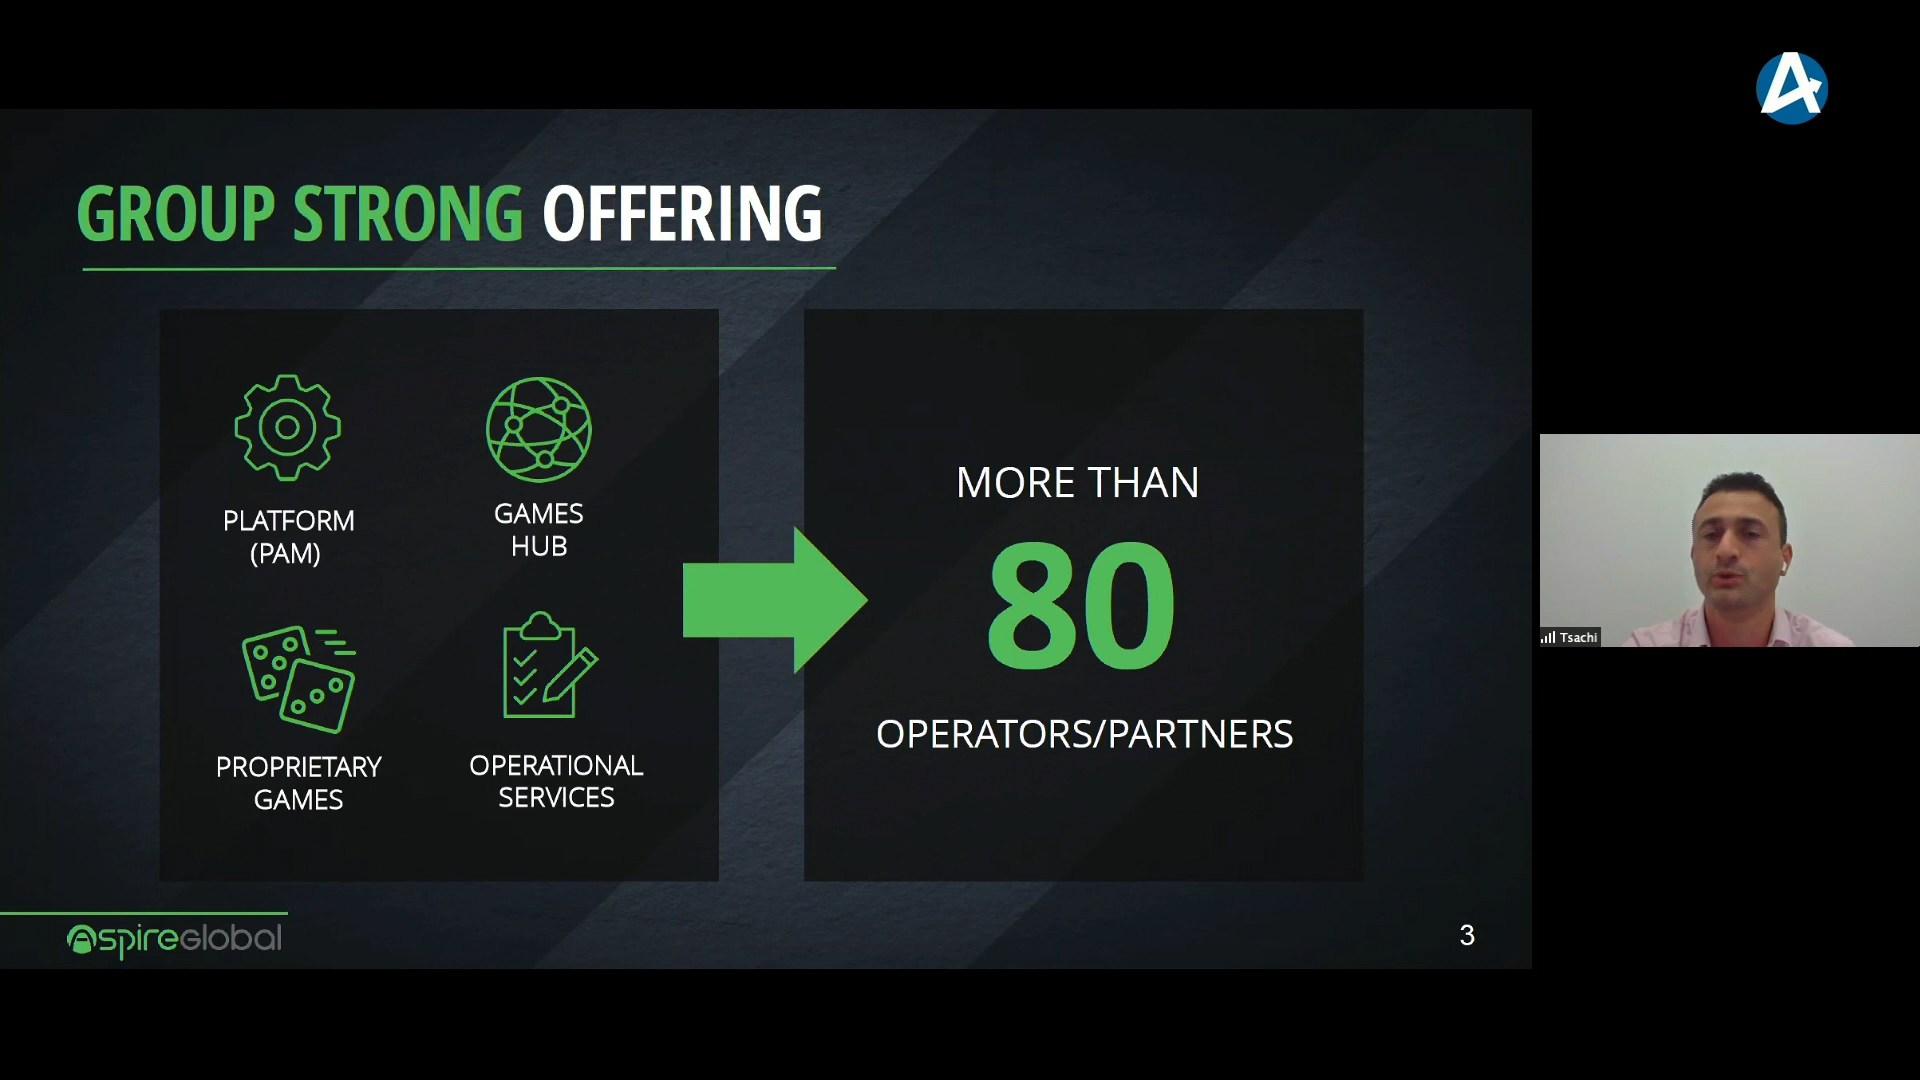 GROUP STRONG OFFERING
PLATFORM
(PAM)
GAMES
HUB
PROPRIETARY
GAMES
OPERATIONAL
SERVICES
MORE THAN
80
OPERATORS/PARTNERS
AspireGlobal
3
Tsachi